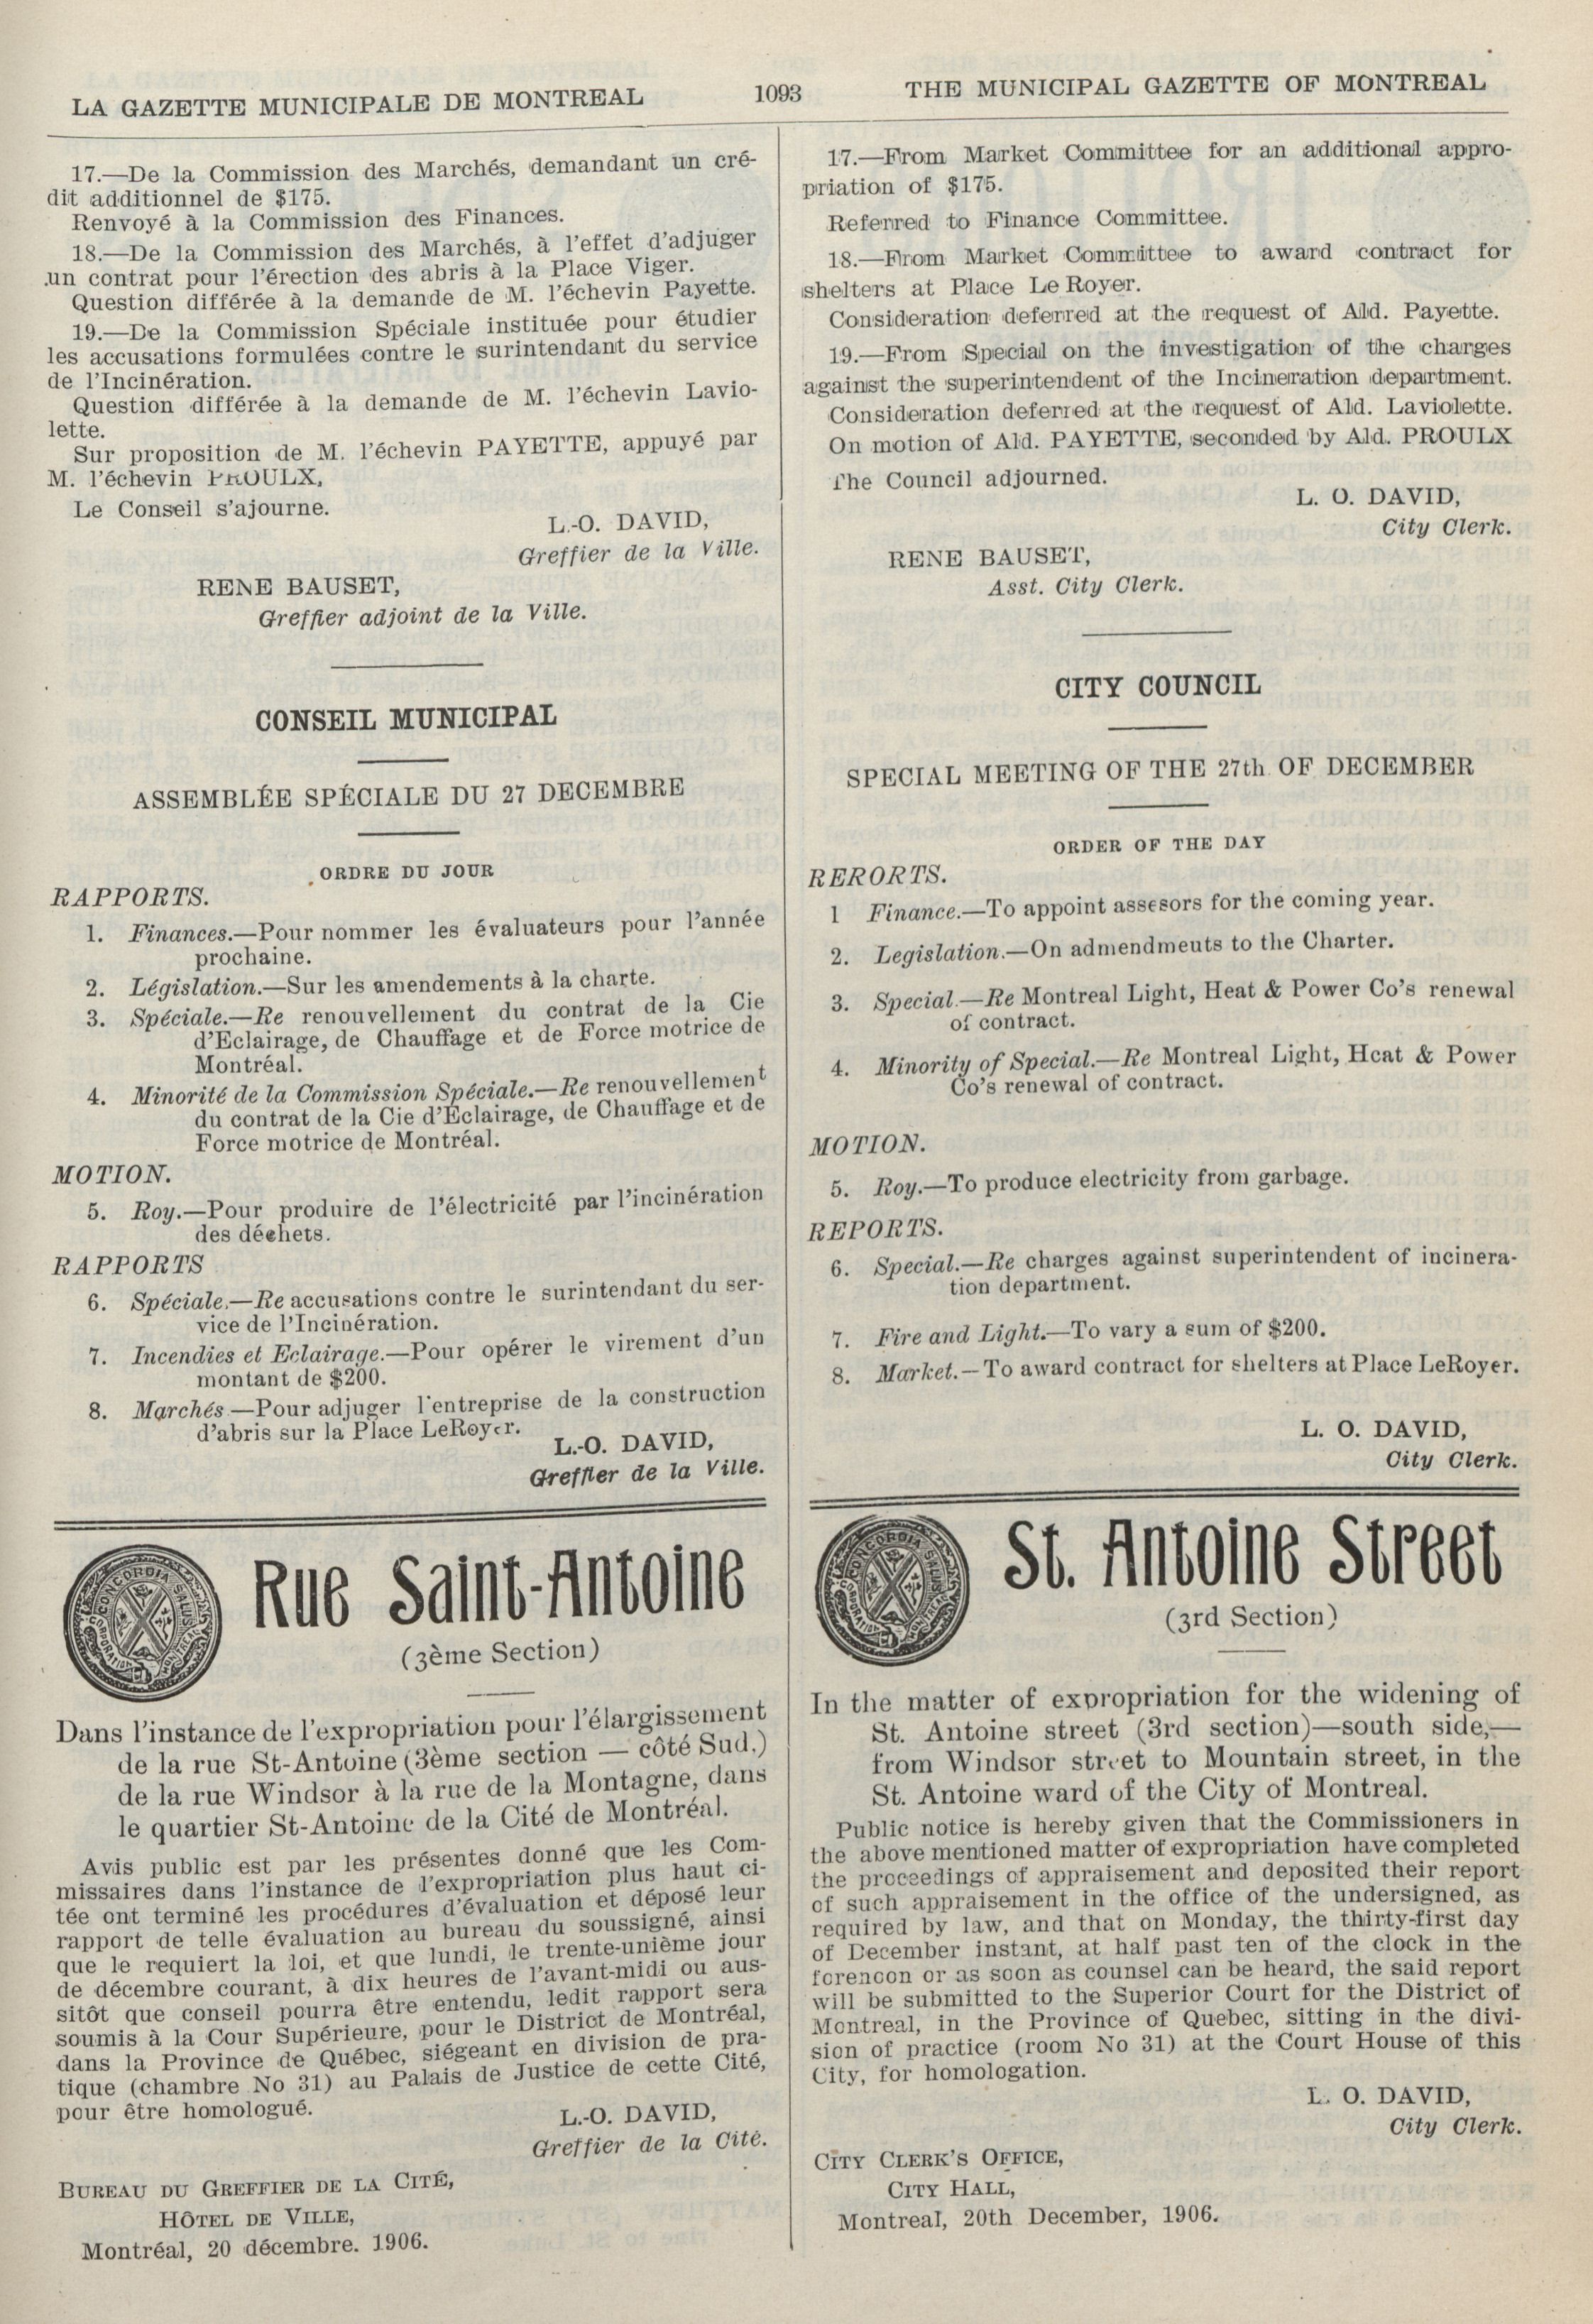 LA GAZETTE MUNICIPALE DE MONTREAL
1093
THE MUNICIPAL GAZETTE OF MONTREAL
17.—De la Commission des Marchés, demandant un cré-
dit additionnel de $175.
Renvoyé à la Commission des Finances.
18.—De la Commission des Marchés, à l'effet d'adjuger
un contrat pour l'érection des abris à la Place Viger.
Question différée à la demande de M. l'échevin Payette.
19.—De la Commission Spéciale instituée pour étudier
les accusations formulées contre le surintendant du service
de l'Incinération.
Question différée à la demande de M. l'échevin Lavio-
lette.
Sur proposition de M. l'échevin PAYETTE, appuyé par
M. l'échevin PROULX,
Le Conseil s'ajourne.
L.-O. DAVID,
Greffier de la Ville.
RENE BAUSET,
Greffier adjoint de la Ville.
CONSEIL MUNICIPAL
ASSEMBLÉE SPÉCIALE DU 27 DECEMBRE
ORDRE DU JOUR
RAPPORTS.
1. Finances.—Pour nommer les évaluateurs pour l'année
prochaine.
2. Législation.—Sur les amendements à la charte.
3. Spéciale.—Re renouvellement du contrat de la Cie
d'Eclairage, de Chauffage et de Force motrice de
Montréal.
4. Minorité de la Commission Spéciale.—Re renouvellement
du contrat de la Cie d'Eclairage, de Chauffage et de
Force motrice de Montréal.
MOTION.
5. Roy.—Pour produire de l'électricité par l'incinération
des déchets.
RAPPORTS
6. Spéciale.—Re accusations contre le surintendant du ser-
vice de l'Incinération.
7. Incendies et Eclairage.—Pour opérer le virement d'un
montant de $200.
8. Marchés—Pour adjuger l'entreprise de la construction
d'abris sur la Place LeRoyer.
L.-O. DAVID,
Greffier de la Ville.
CONCORDIA SALUS
CORPORATION MONTREAL
Rue Saint-Antoine
(3ème Section)
Dans l'instance de l'expropriation pour l'élargissement
de la rue St-Antoine (3ème section — côté Sud.)
de la rue Windsor à la rue de la Montagne, dans
le quartier St-Antoine de la Cité de Montréal.
Avis public est par les présentes donné que les Com-
missaires dans l'instance de l'expropriation plus haut ci-
tée ont terminé les procédures d'évaluation et déposé leur
rapport de telle évaluation au bureau du soussigné, ainsi
que le requiert la loi, et que lundi, le trente-unième jour
de décembre courant, à dix heures de l'avant-midi ou aus-
sitôt que conseil pourra être entendu, ledit rapport sera
soumis à la Cour Supérieure, pour le District de Montréal,
dans la Province de Québec, siégeant en division de pra-
tique (chambre No 31) au Palais de Justice de cette Cité,
pour être homologué.
L.-O. DAVID,
Greffier de la Cité.
BUREAU DU GREFFIER DE LA CITÉ,
HÔTEL DE VILLE,
Montréal, 20 décembre. 1906.
17.—From Market Committee for an additional appro-
priation of $175.
Referred to Finance Committee.
18.—From Market Committee to award contract for
shelters at Place Le Royer.
Consideration deferred at the request of Ald. Payette.
19.—From Special on the investigation of the charges
against the superintendent of the Incineration department.
Consideration deferred at the request of Ald. Laviolette.
On motion of Ald. PAYETTE, seconded by Ald. PROULX
The Council adjourned.
L. O. DAVID,
City Clerk.
RENE BAUSET,
Asst. City Clerk.
CITY COUNCIL
SPECIAL MEETING OF THE 27th OF DECEMBER
ORDER OF THE DAY
RERORTS.
1 Finance.—To appoint assesors for the coming year.
2. Legislation.—On admendmeuts to the Charter.
3. Special.—Re Montreal Light, Heat & Power Co's renewal
of contract.
4. Minority of Special.—Re Montreal Light, Heat & Power
Co's renewal of contract.
MOTION.
5. Roy.—To produce electricity from garbage.
REPORTS.
6. Special.—Re charges against superintendent of incinera-
tion department.
7. Fire and Light.—To vary a sum of $200.
8. Market.—To award contract for shelters at Place LeRoyer.
L. O. DAVID,
City Clerk.
CONCORDIA SALUS
CORPORATION MONTREAL
St. Antoine Street
(3rd Section)
In the matter of expropriation for the widening of
St. Antoine street (3rd section)—south side,—
from Windsor street to Mountain street, in the
St. Antoine ward of the City of Montreal.
Public notice is hereby given that the Commissioners in
the above mentioned matter of expropriation have completed
the proceedings of appraisement and deposited their report
of such appraisement in the office of the undersigned, as
required by law, and that on Monday, the thirty-first day
of December instant, at half past ten of the clock in the
forenoon or as soon as counsel can be heard, the said report
will be submitted to the Superior Court for the District of
Montreal, in the Province of Quebec, sitting in the divi-
sion of practice (room No 31) at the Court House of this
City, for homologation.
L. O. DAVID,
City Clerk.
CITY CLERK'S OFFICE,
CITY HALL,
Montreal, 20th December, 1906.